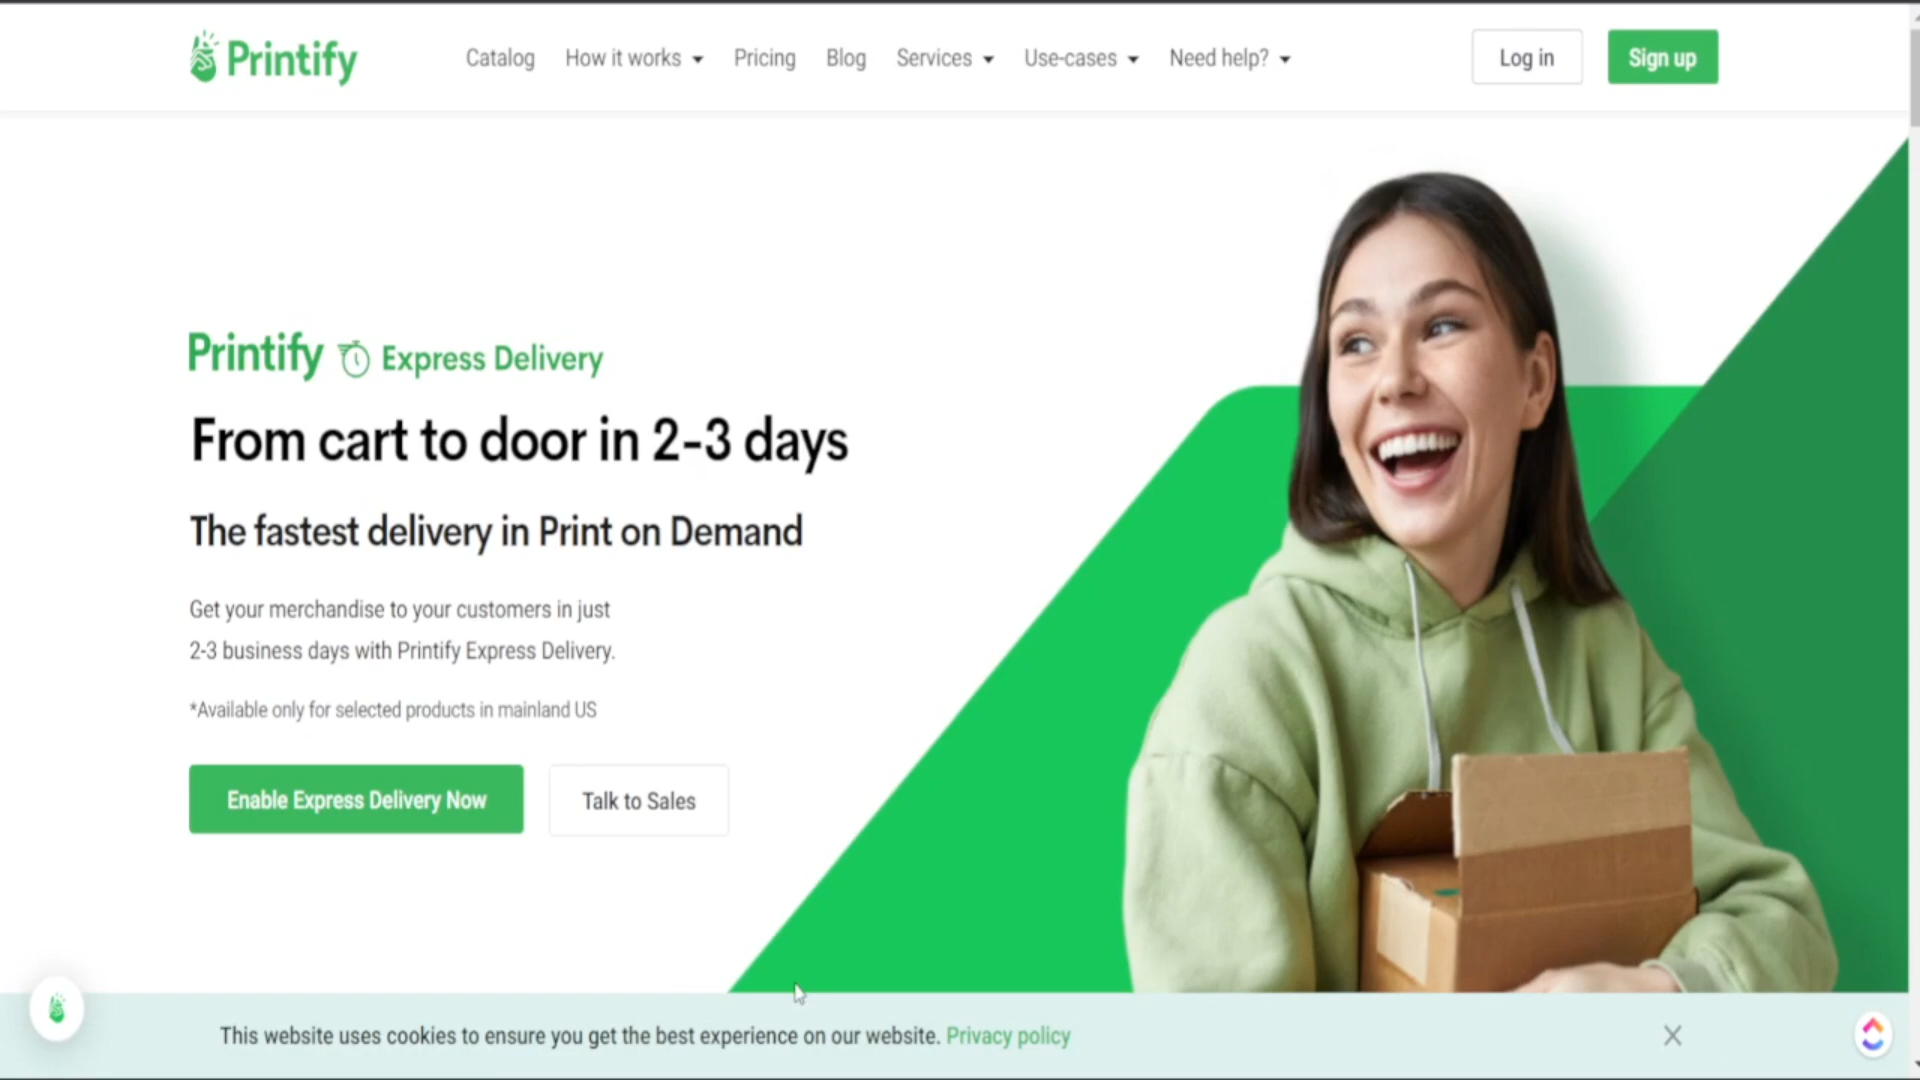 Printify
Catalog
How it works
Pricing
Blog
Services
Use-cases
Need help?
Log in
Sign up
Printify Express Delivery
From cart to door in 2-3 days
The fastest delivery in Print on Demand
Get your merchandise to your customers in just
2-3 business days with Printify Express Delivery.
*Available only for selected products in mainland US
Enable Express Delivery Now
Talk to Sales
This website uses cookies to ensure you get the best experience on our website. Privacy policy